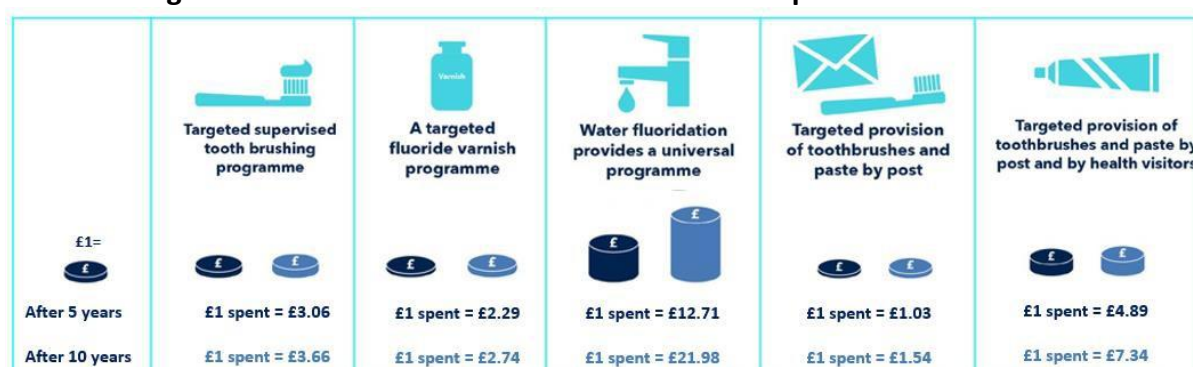 Varnish
Targeted supervised
tooth brushing
programme
A targeted
fluoride varnish
programme
Water fluoridation
provides a universal
programme
Targeted provision
of toothbrushes and
paste by post
Targeted provision of
toothbrushes and paste by
post and by health visitors
£1=
£
£ £
£ £
£ £
£ £
£ £
After 5 years £1 spent = £3.06 £1 spent = £2.29 £1 spent = £12.71 £1 spent = £1.03 £1 spent = £4.89
After 10 years £1 spent = £3.66 £1 spent = £2.74 £1 spent = £21.98 £1 spent = £1.54 £1 spent = £7.34